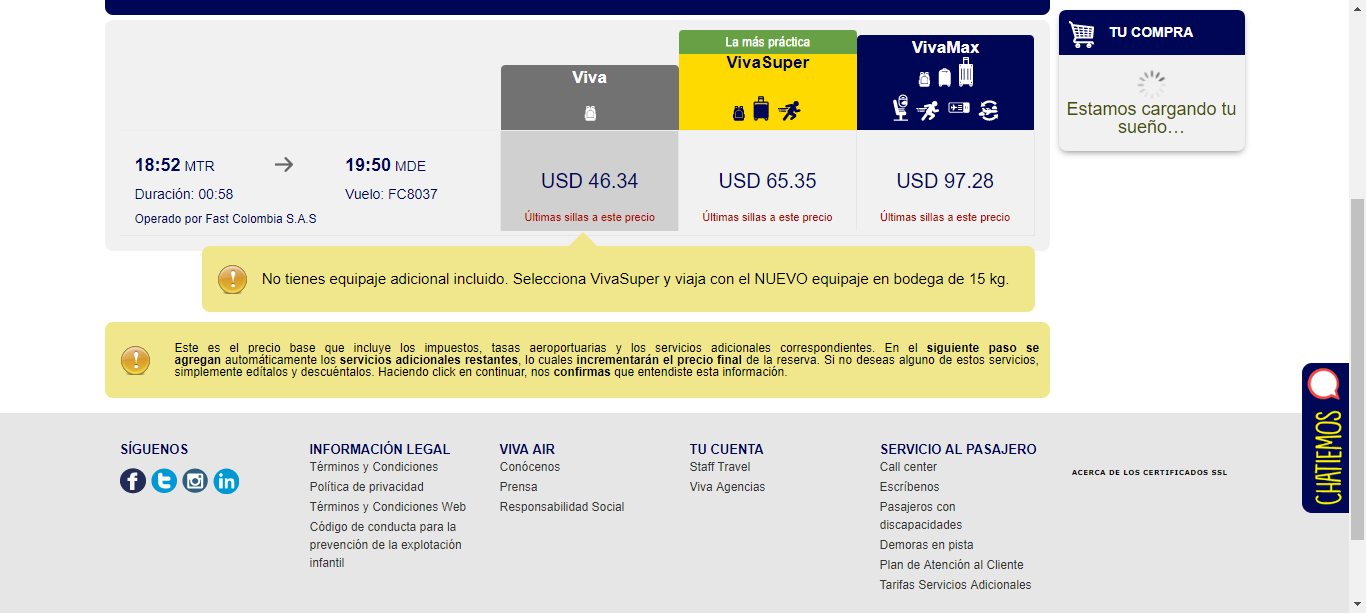 TU COMPRA
Estamos cargando tu
sueño…
La más práctica
Viva
VivaSuper
VivaMax
18:52 MTR
19:50 MDE
Duración: 00:58
Vuelo: FC8037
Operado por Fast Colombia S.A.S
USD 46.34
USD 65.35
USD 97.28
Últimas sillas a este precio
Últimas sillas a este precio
Últimas sillas a este precio
No tienes equipaje adicional incluido. Selecciona VivaSuper y viaja con el NUEVO equipaje en bodega de 15 kg.
Este es el precio base que incluye los impuestos, tasas aeroportuarias y los servicios adicionales correspondientes. En el siguiente paso se
agregan automáticamente los servicios adicionales restantes, lo cuales incrementarán el precio final de la reserva. Si no deseas alguno de estos servicios,
simplemente edítalos y descuéntalos. Haciendo click en continuar, nos confirmas que entendiste esta información.
CHATIEMOS
SÍGUENOS
INFORMACIÓN LEGAL
Términos y Condiciones
Política de privacidad
Términos y Condiciones Web
Código de conducta para la
prevención de la explotación
infantil
VIVA AIR
Conócenos
Prensa
Responsabilidad Social
TU CUENTA
Staff Travel
Viva Agencias
SERVICIO AL PASAJERO
Call center
Escríbenos
Pasajeros con
discapacidades
Demoras en pista
Plan de Atención al Cliente
Tarifas Servicios Adicionales
ACERCA DE LOS CERTIFICADOS SSL